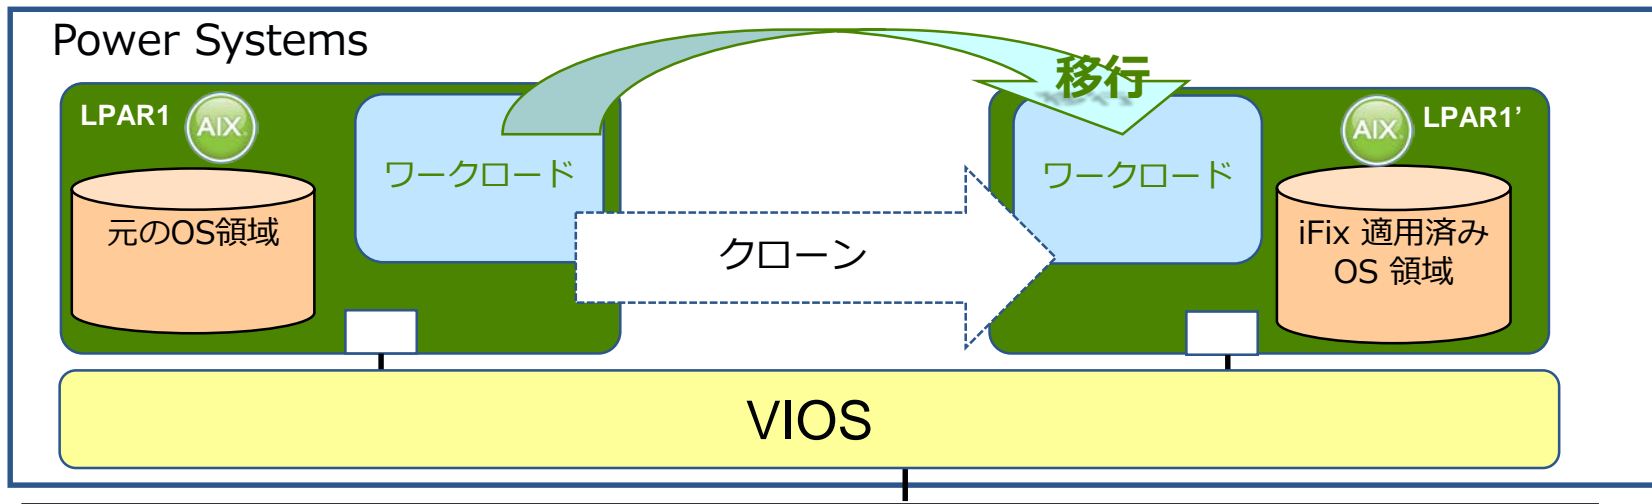 Power Systems
移行
LPAR1
AIX
ワークロード
元のOS領域
クローン
ワークロード
AIX
LPAR1’
iFix 適用済み
OS 領域
VIOS